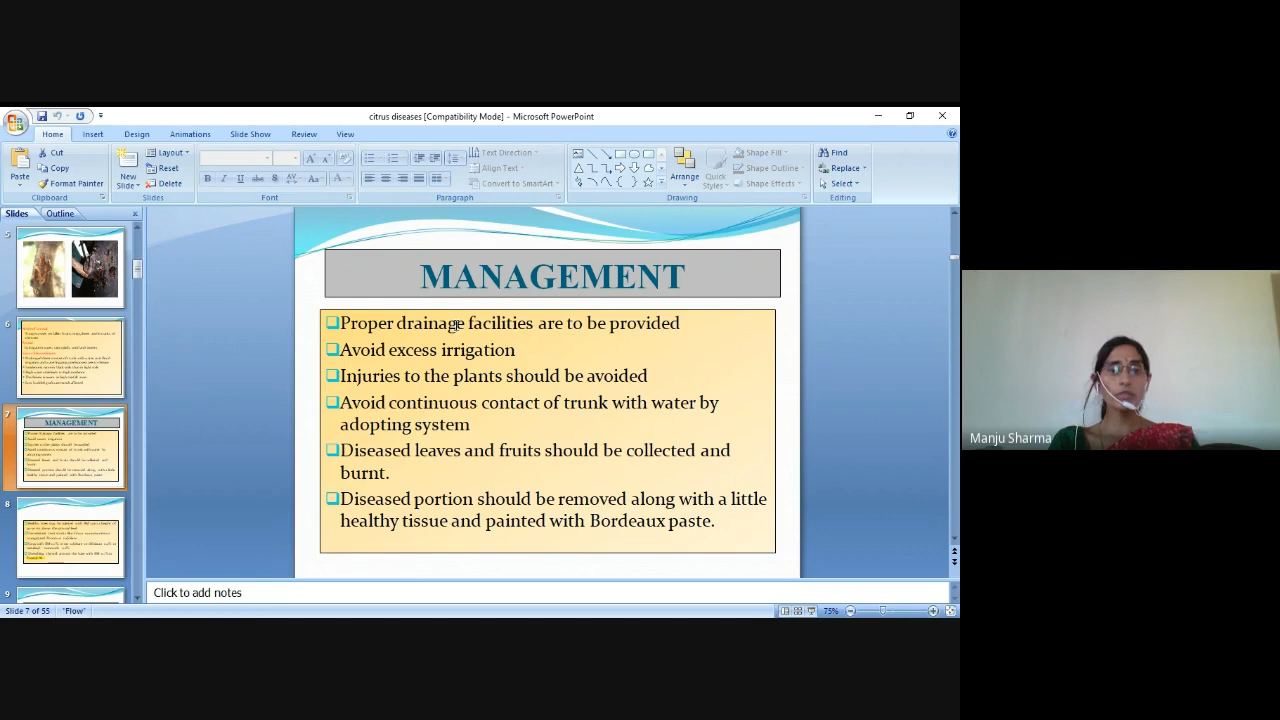 citrus diseases [Compatibility Mode] - Microsoft PowerPoint
Home Insert Design Animations Slide Show Review View
Cut
Copy
Format Painter
Paste
Clipboard
New
Slide
Layout
Reset
Delete
Slides
Font
Text Direction
Align Text
Convert to SmartArt
Paragraph
Arrange
Quick
Styles
Shape Fill
Shape Outline
Shape Effects
Drawing
Find
Replace
Select
Editing
Slides Outline
5
6
7
MANAGEMENT
8
9
MANAGEMENT
Proper drainage facilities are to be provided
Avoid excess irrigation
Injuries to the plants should be avoided
Avoid continuous contact of trunk with water by
adopting system
Diseased leaves and fruits should be collected and
burnt.
Diseased portion should be removed along with a little
healthy tissue and painted with Bordeaux paste.
Click to add notes
Slide 7 of 55 "Flow" 75%
Manju Sharma